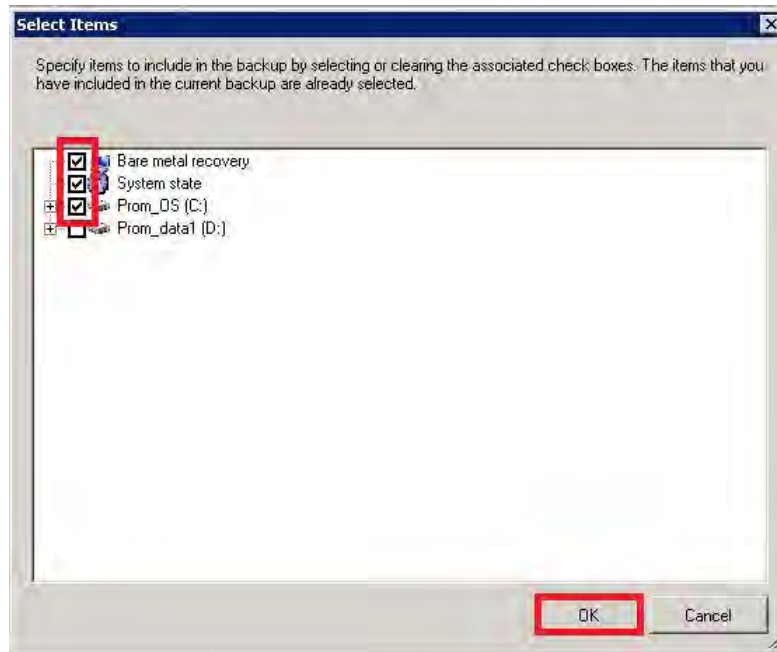 Select Items
Specify items to include in the backup by selecting or clearing the associated check boxes. The items that you
have included in the current backup are already selected.
Bare metal recovery
System state
Prom_OS (C:)
Prom_data1 (D:)
OK
Cancel